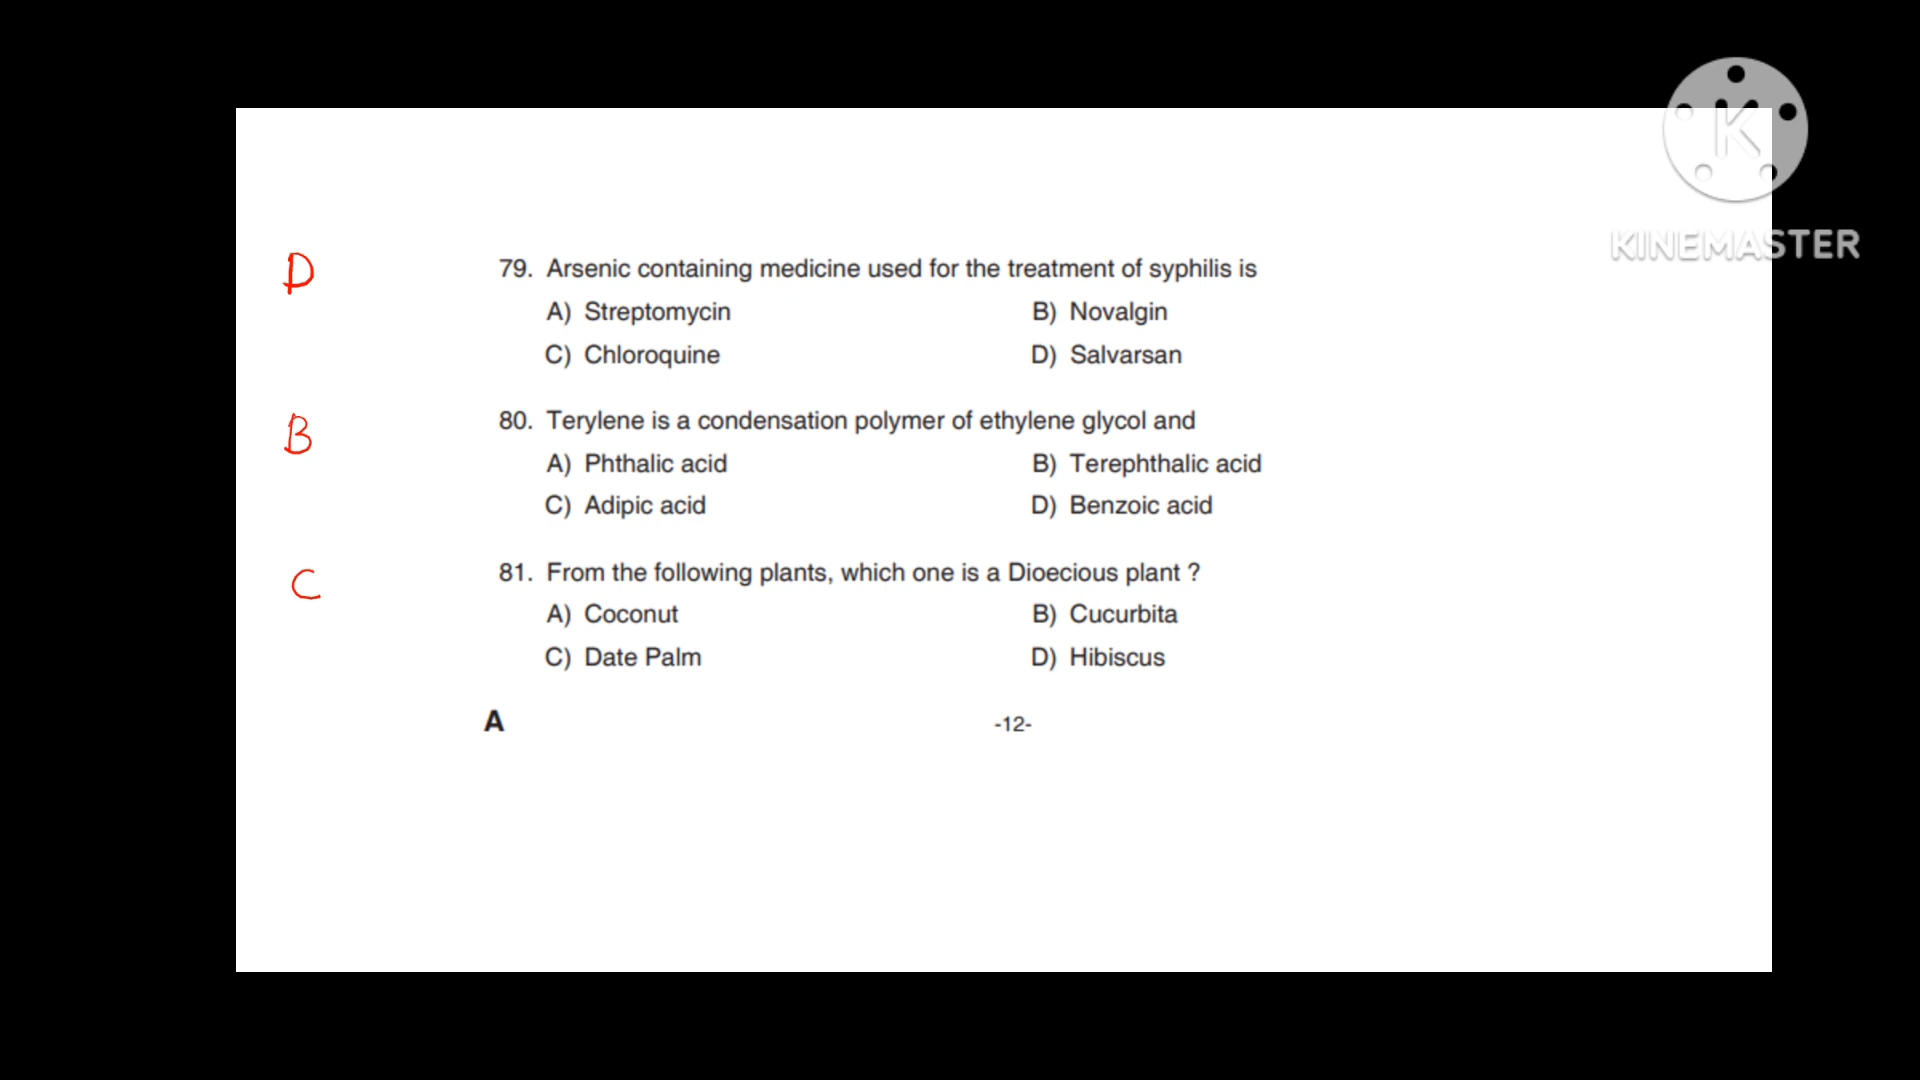 KINEMASTER
D 79. Arsenic containing medicine used for the treatment of syphilis is
A) Streptomycin B) Novalgin
C) Chloroquine D) Salvarsan
B 80. Terylene is a condensation polymer of ethylene glycol and
A) Phthalic acid B) Terephthalic acid
C) Adipic acid D) Benzoic acid
C 81. From the following plants, which one is a Dioecious plant ?
A) Coconut B) Cucurbita
C) Date Palm D) Hibiscus
A -12-